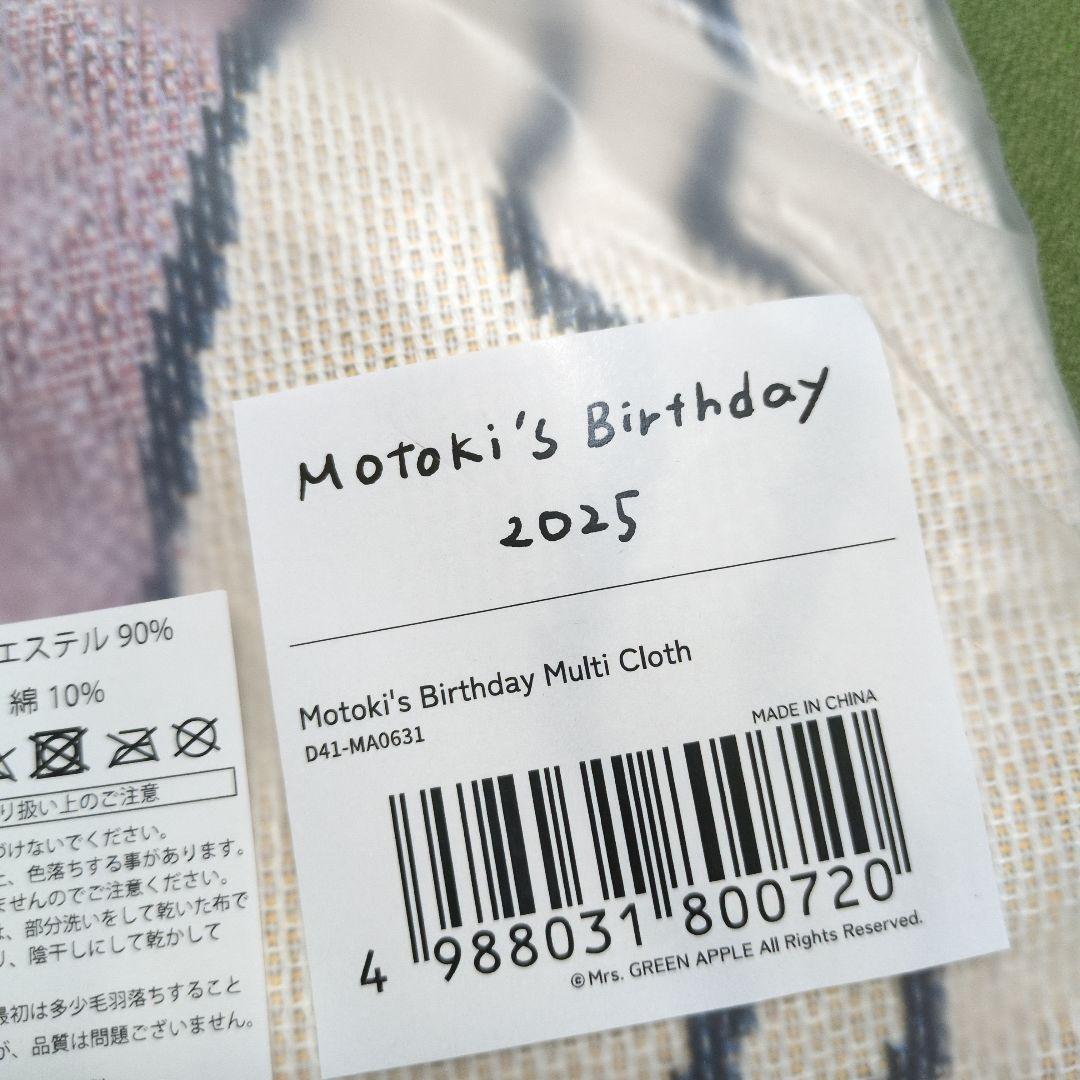 Motoki's Birthday
2025
Motoki's Birthday Multi Cloth
D41-MA0631
MADE IN CHINA
4 988031 800720
©Mrs. GREEN APPLE All Rights Reserved.
エステル 90%
綿 10%
り扱い上のご注意
づけないでください。
、色落ちする事があります。
ませんのでご注意ください。
は、部分洗いをして乾いた布で
り、陰干しにして乾かして
最初は多少毛羽落ちすること
が、品質は問題ございません。